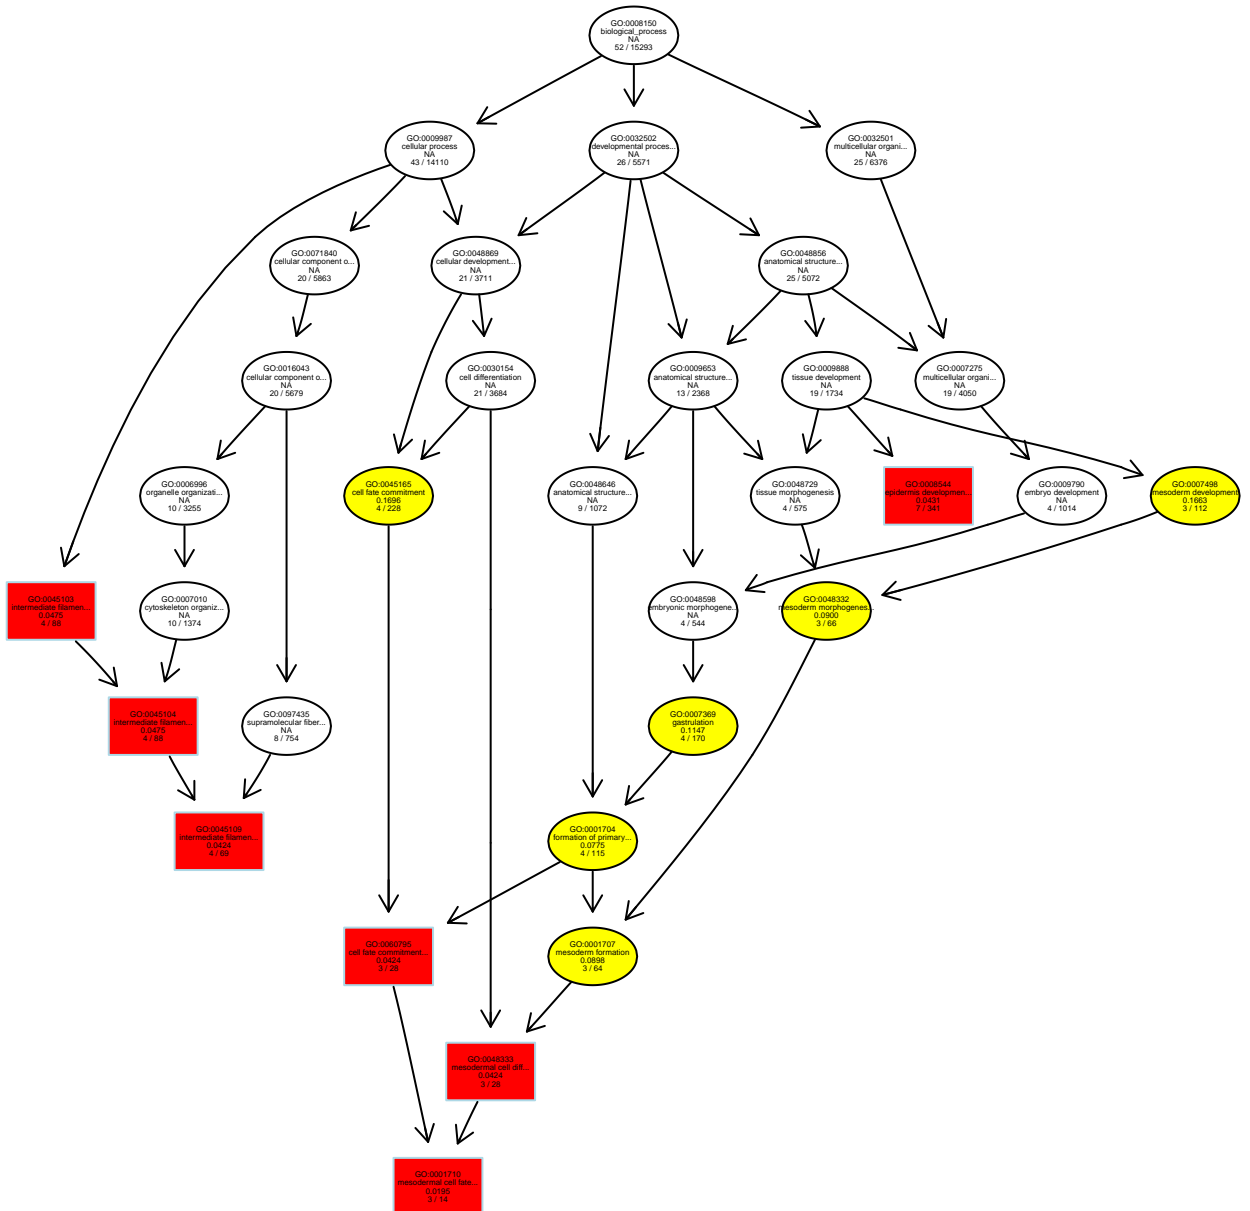 GO:0008150
biological_process
NA
52 / 15293
GO:0009987
cellular process
NA
43 / 14110
GO:0032502
developmental proces...
NA
26 / 5571
GO:0032501
multicellular organi...
NA
25 / 6376
GO:0071840
cellular component o...
NA
20 / 5863
GO:0048869
cellular development...
NA
21 / 3711
GO:0048856
anatomical structure...
NA
25 / 5072
GO:0016043
cellular component o...
NA
20 / 5679
GO:0030154
cell differentiation
NA
21 / 3684
GO:0009653
anatomical structure...
NA
13 / 2368
GO:0009888
tissue development
NA
19 / 1734
GO:0007275
multicellular organi...
NA
19 / 4050
GO:0006996
organelle organizati...
NA
10 / 3255
GO:0045165
cell fate commitment
0.1696
4 / 228
GO:0048646
anatomical structure...
NA
9 / 1072
GO:0048729
tissue morphogenesis
NA
4 / 575
GO:0008544
epidermis developmen...
0.0431
7 / 341
GO:0009790
embryo development
NA
4 / 1014
GO:0007498
mesoderm development
0.1663
3 / 112
GO:0045103
intermediate filamen...
0.0475
4 / 88
GO:0007010
cytoskeleton organiz...
NA
10 / 1374
GO:0048598
embryonic morphogene...
NA
4 / 544
GO:0048332
mesoderm morphogenes...
0.0900
3 / 66
GO:0045104
intermediate filamen...
0.0475
4 / 88
GO:0097435
supramolecular fiber...
NA
8 / 754
GO:0007369
gastrulation
0.1147
4 / 170
GO:0045109
intermediate filamen...
0.0424
4 / 69
GO:0001704
formation of primary...
0.0775
4 / 115
GO:0060795
cell fate commitment...
0.0424
3 / 28
GO:0001707
mesoderm formation
0.0898
3 / 64
GO:0048333
mesodermal cell diff...
0.0424
3 / 28
GO:0001710
mesodermal cell fate...
0.0195
3 / 14